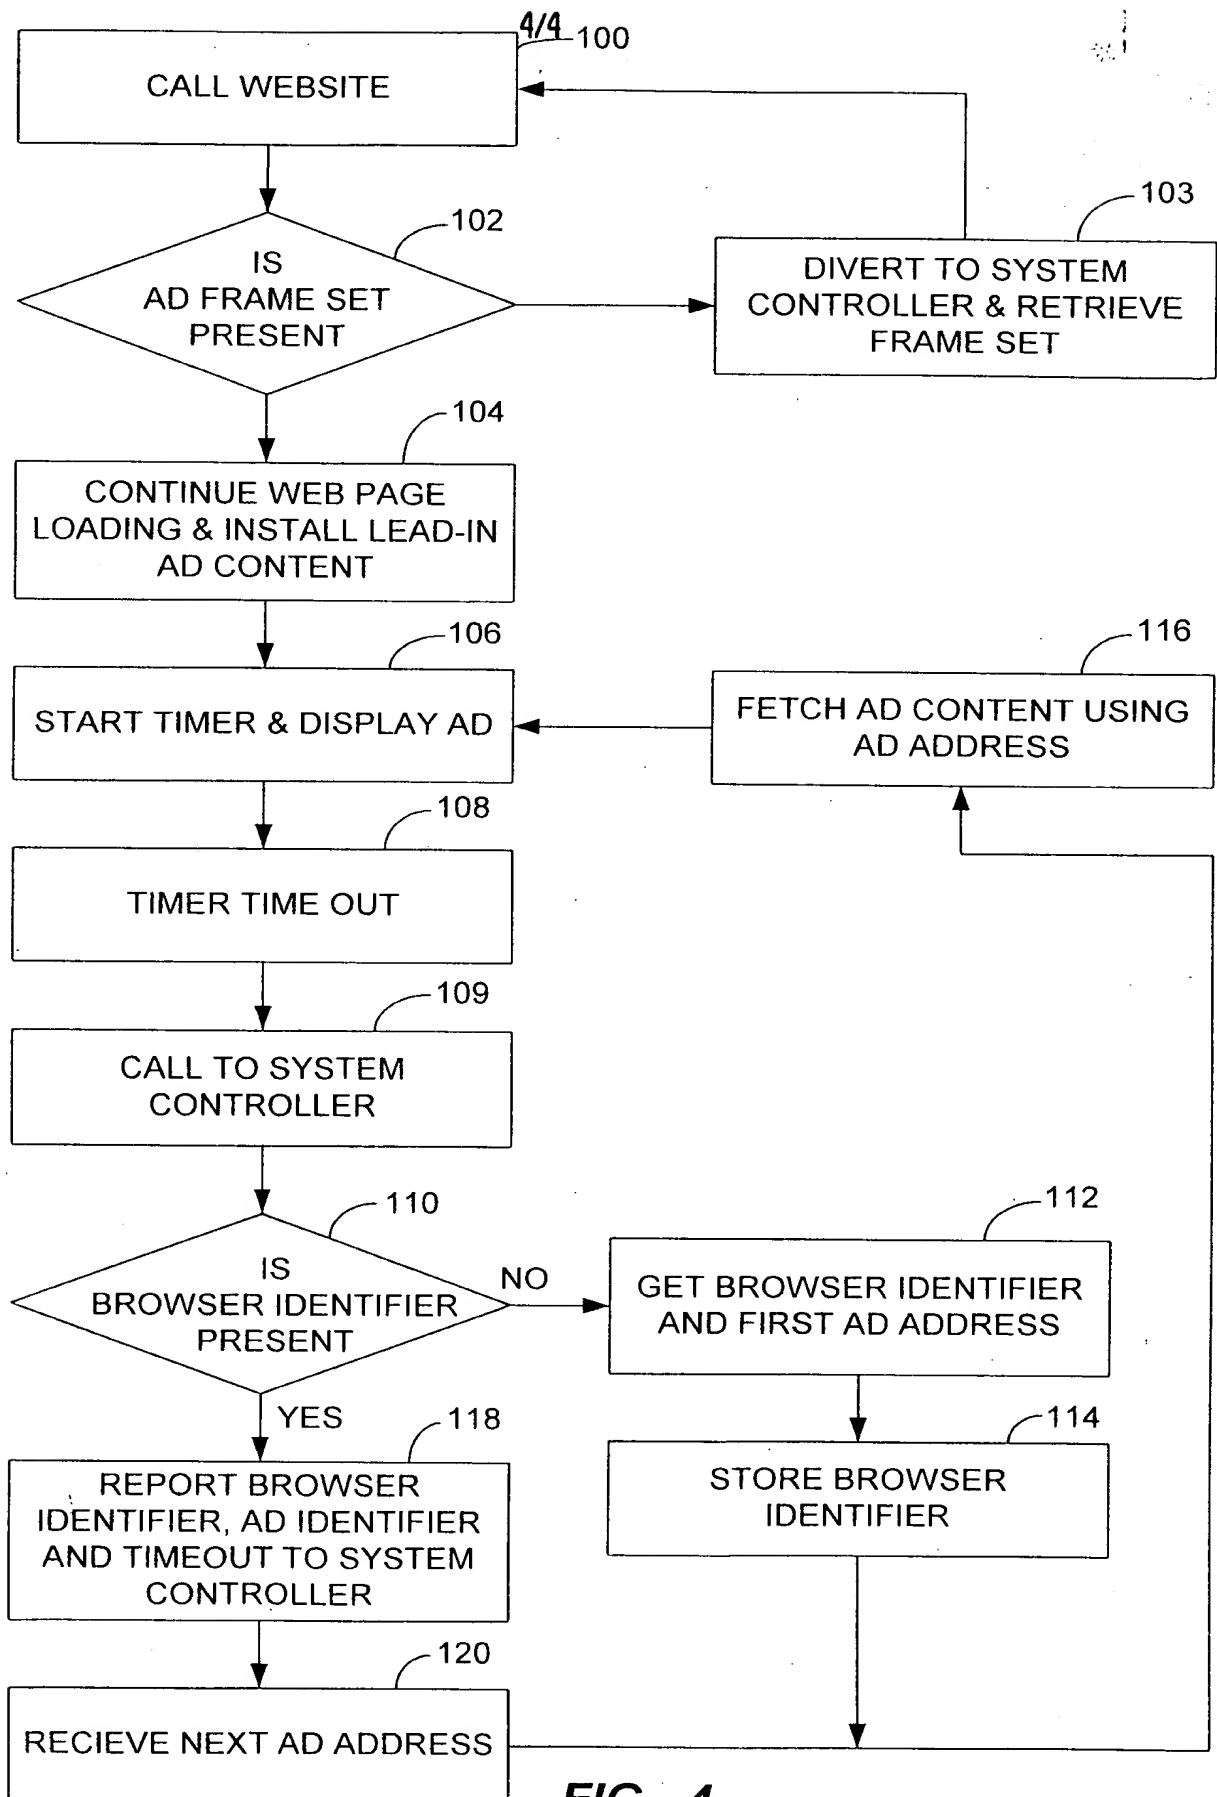 4/4
100
CALL WEBSITE
102
IS
AD FRAME SET
PRESENT
103
DIVERT TO SYSTEM
CONTROLLER & RETRIEVE
FRAME SET
104
CONTINUE WEB PAGE
LOADING & INSTALL LEAD-IN
AD CONTENT
106
START TIMER & DISPLAY AD
116
FETCH AD CONTENT USING
AD ADDRESS
108
TIMER TIME OUT
109
CALL TO SYSTEM
CONTROLLER
110
IS
BROWSER IDENTIFIER
PRESENT
NO
112
GET BROWSER IDENTIFIER
AND FIRST AD ADDRESS
YES
118
REPORT BROWSER
IDENTIFIER, AD IDENTIFIER
AND TIMEOUT TO SYSTEM
CONTROLLER
114
STORE BROWSER
IDENTIFIER
120
RECIEVE NEXT AD ADDRESS
FIG. 4